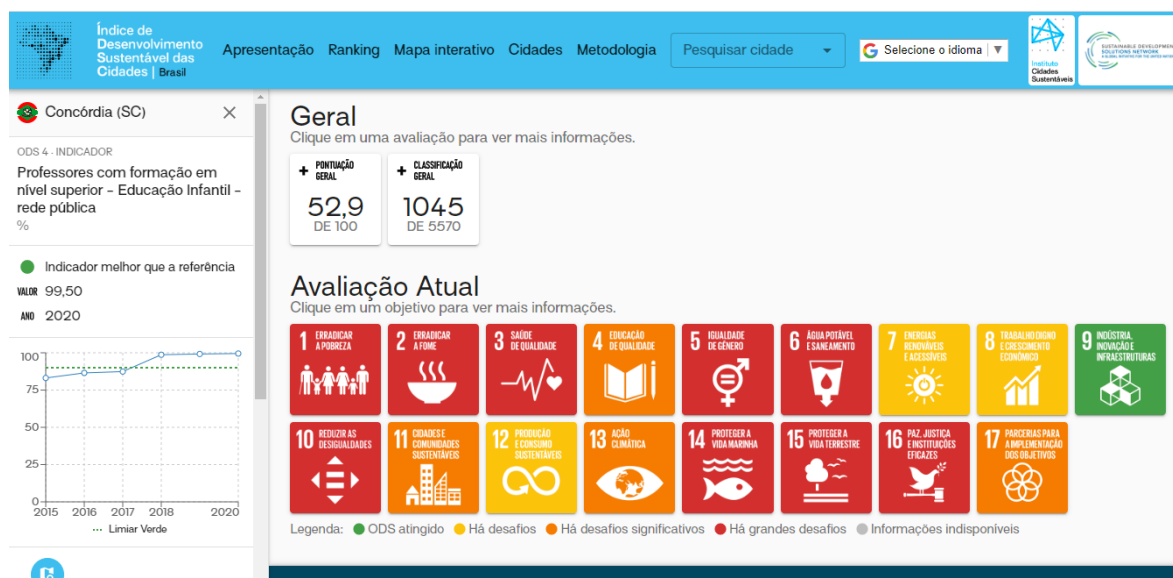 Índice de
Desenvolvimento
Sustentável das
Cidades | Brasil
Apresentação Ranking Mapa interativo Cidades Metodologia Pesquisar cidade
G Selecione o idioma ▼
Instituto
Cidades
Sustentáveis
SUSTAINABLE DEVELOPMENT
SOLUTIONS NETWORK
Concórdia (SC)
ODS 4 - INDICADOR
Professores com formação em
nível superior – Educação Infantil –
rede pública
%
Indicador melhor que a referência
VALOR 99,50
ANO 2020
100
75
50
25
0
2015 2016 2017 2018 2020
Limiar Verde
Geral
Clique em uma avaliação para ver mais informações.
+ PONTUAÇÃO
GERAL
52,9
DE 100
+ CLASSIFICAÇÃO
GERAL
1045
DE 5570
Avaliação Atual
Clique em um objetivo para ver mais informações.
1 ERRADICAR
A POBREZA
2 ERRADICAR
A FOME
3 SAÚDE
DE QUALIDADE
4 EDUCAÇÃO
DE QUALIDADE
5 IGUALDADE
DE GÉNERO
6 ÁGUA POTÁVEL
E SANEAMENTO
7 ENERGIAS
RENOVÁVEIS
E ACESSÍVEIS
8 TRABALHO DIGNO
E CRESCIMENTO
ECONÓMICO
9 INDÚSTRIA,
INOVAÇÃO E
INFRAESTRUTURAS
10 REDUZIR AS
DESIGUALDADES
11 CIDADES E
COMUNIDADES
SUSTENTÁVEIS
12 PRODUÇÃO
E CONSUMO
SUSTENTÁVEIS
13 AÇÃO
CLIMÁTICA
14 PROTEGER A
VIDA MARINHA
15 PROTEGER A
VIDA TERRESTRE
16 PAZ, JUSTIÇA
E INSTITUIÇÕES
EFICAZES
17 PARCERIAS PARA
A IMPLEMENTAÇÃO
DOS OBJETIVOS
Legenda: ODS atingido Há desafios Há desafios significativos Há grandes desafios Informações indisponíveis